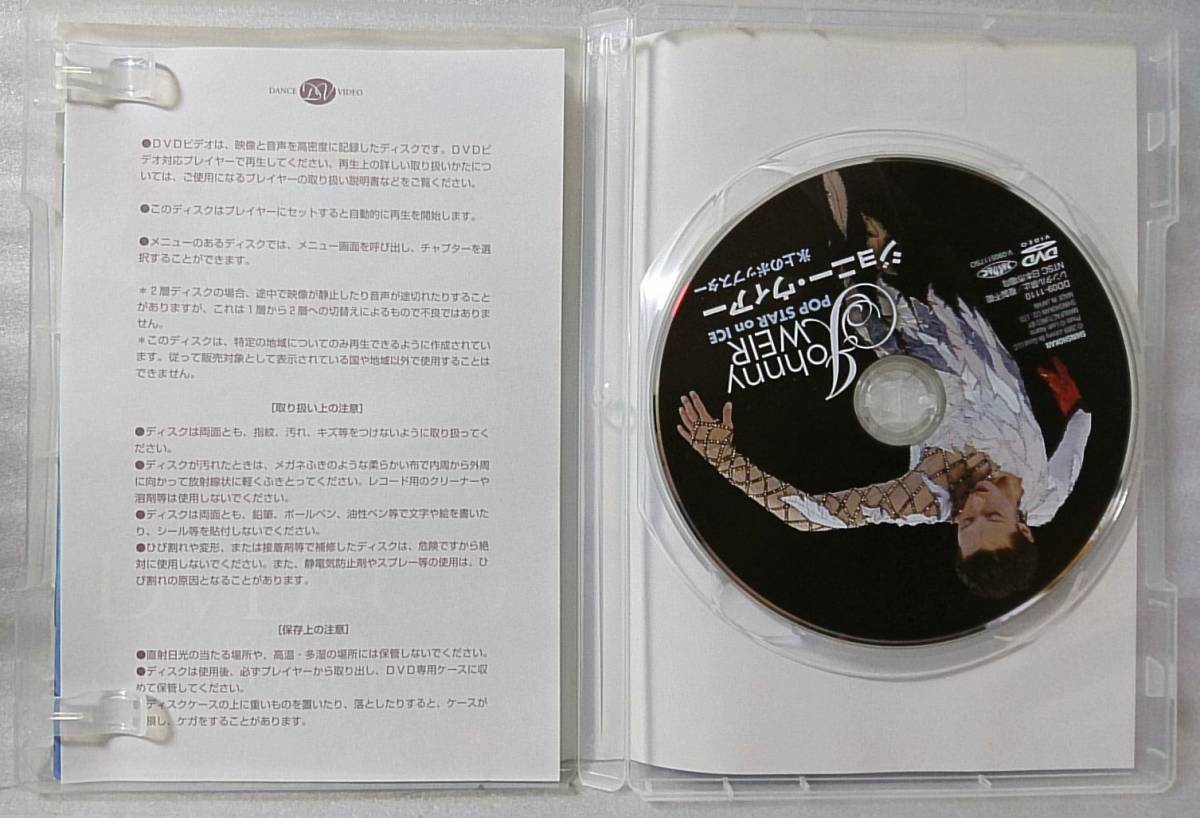 DANCE DV VIDEO
●DVDビデオは、映像と音声を高密度に記録したディスクです。DVDビ
デオ対応プレイヤーで再生してください。再生上の詳しい取り扱いかたにつ
いては、ご使用になるプレイヤーの取り扱い説明書などをご覧ください。
●このディスクはプレイヤーにセットすると自動的に再生を開始します。
●メニューのあるディスクでは、メニュー画面を呼び出し、チャプターを選
択することができます。
*2層ディスクの場合、途中で映像が静止したり音声が途切れたりすること
がありますが、これは1層から2層への切替えによるもので不良ではありま
せん。
*このディスクは、特定の地域についてのみ再生できるように作成されてい
ます。従って販売対象として表示されている国や地域以外で使用することは
できません。
[取り扱い上の注意]
●ディスクは両面とも、指紋、汚れ、キズ等をつけないように取り扱ってく
ださい。
●ディスクが汚れたときは、メガネふきのような柔らかい布で内周から外周
に向かって放射線状に軽くふきとってください。レコード用のクリーナーや
溶剤等は使用しないでください。
●ディスクは両面とも、鉛筆、ボールペン、油性ペン等で文字や絵を書いた
り、シール等を貼付しないでください。
●ひび割れや変形、または接着剤等で補修したディスクは、危険ですから絶
対に使用しないでください。また、静電気防止剤やスプレー等の使用は、ひ
び割れの原因となることがあります。
[保存上の注意]
●直射日光の当たる場所や、高温・多湿の場所には保管しないでください。
●ディスクは使用後、必ずプレイヤーから取り出し、DVD専用ケースに収
めて保管してください。
ディスクケースの上に重いものを置いたり、落としたりすると、ケースが
損し、ケガをすることがあります。
Johnny
WEIR
POP STAR on ICE
ジョニー・ウィアー
氷上のポップスター
DVD
VIDEO
DD09-1110
レンタル禁止 複製不能
NTSC 日本市場向
MADE IN JAPAN
SHINSHOKAN